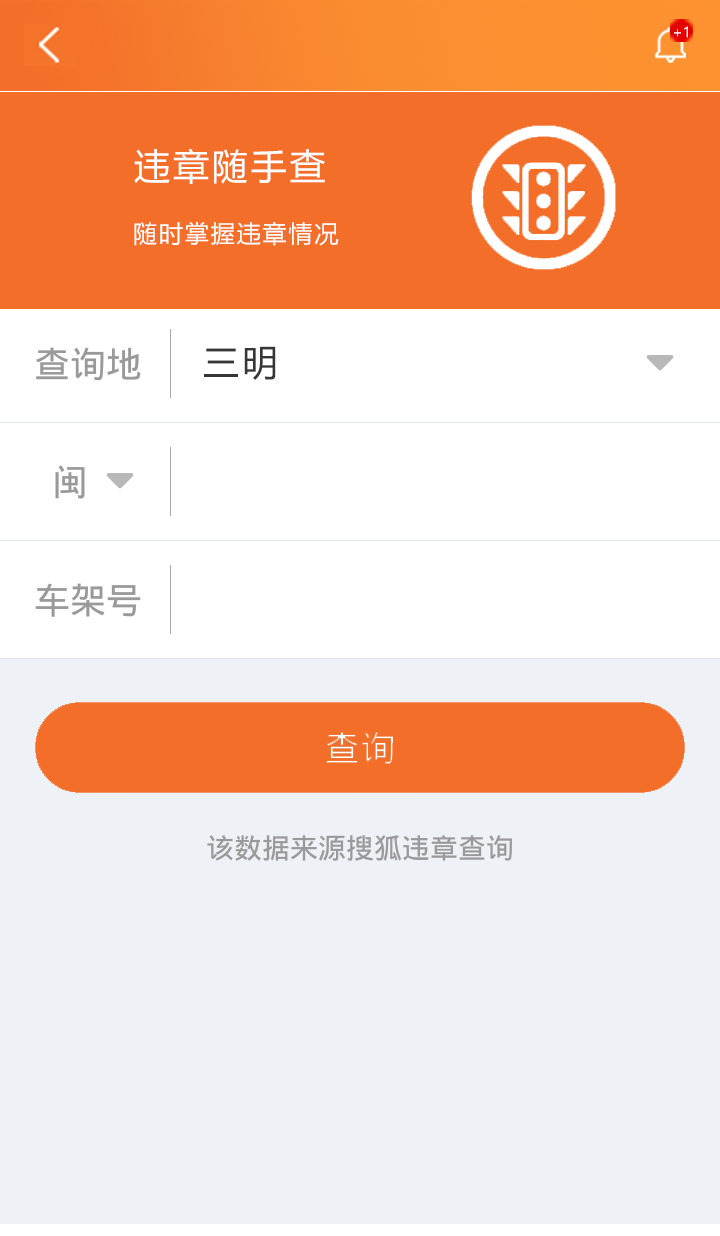 +1
违章随手查
随时掌握违章情况
查询地 三明
闽
车架号
查询
该数据来源搜狐违章查询